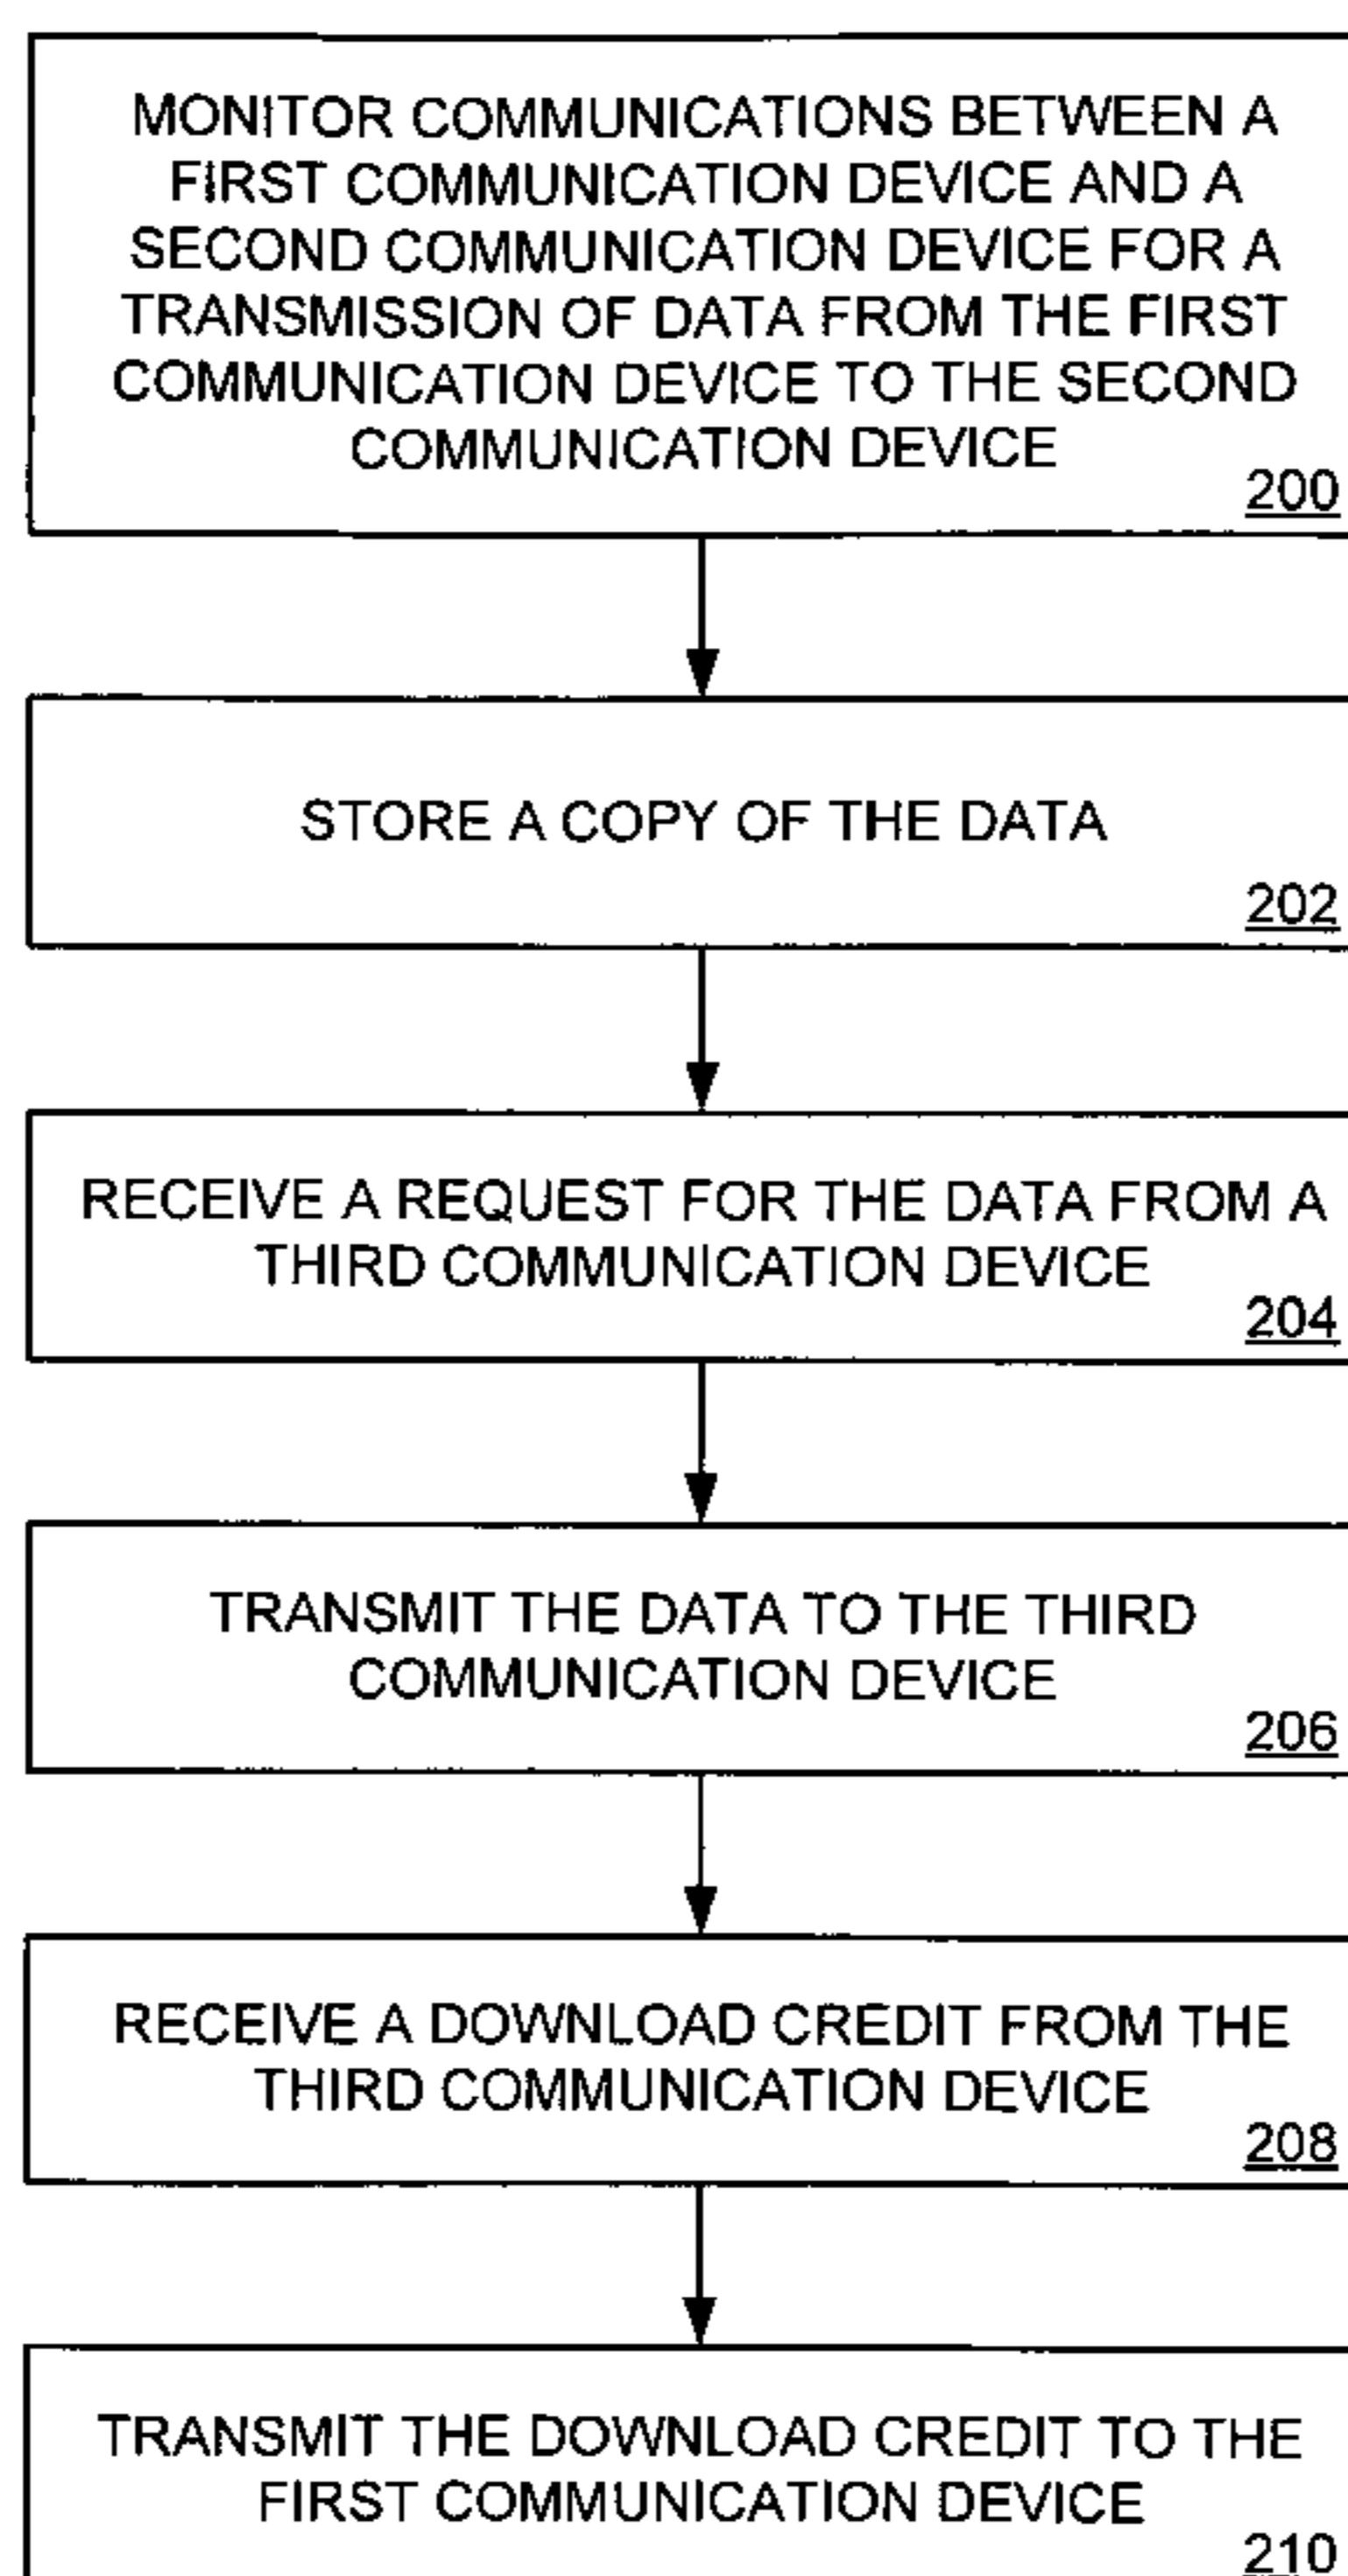 MONITOR COMMUNICATIONS BETWEEN A
FIRST COMMUNICATION DEVICE AND A
SECOND COMMUNICATION DEVICE FOR A
TRANSMISSION OF DATA FROM THE FIRST
COMMUNICATION DEVICE TO THE SECOND
COMMUNICATION DEVICE
200
STORE A COPY OF THE DATA
202
RECEIVE A REQUEST FOR THE DATA FROM A
THIRD COMMUNICATION DEVICE
204
TRANSMIT THE DATA TO THE THIRD
COMMUNICATION DEVICE
206
RECEIVE A DOWNLOAD CREDIT FROM THE
THIRD COMMUNICATION DEVICE
208
TRANSMIT THE DOWNLOAD CREDIT TO THE
FIRST COMMUNICATION DEVICE
210